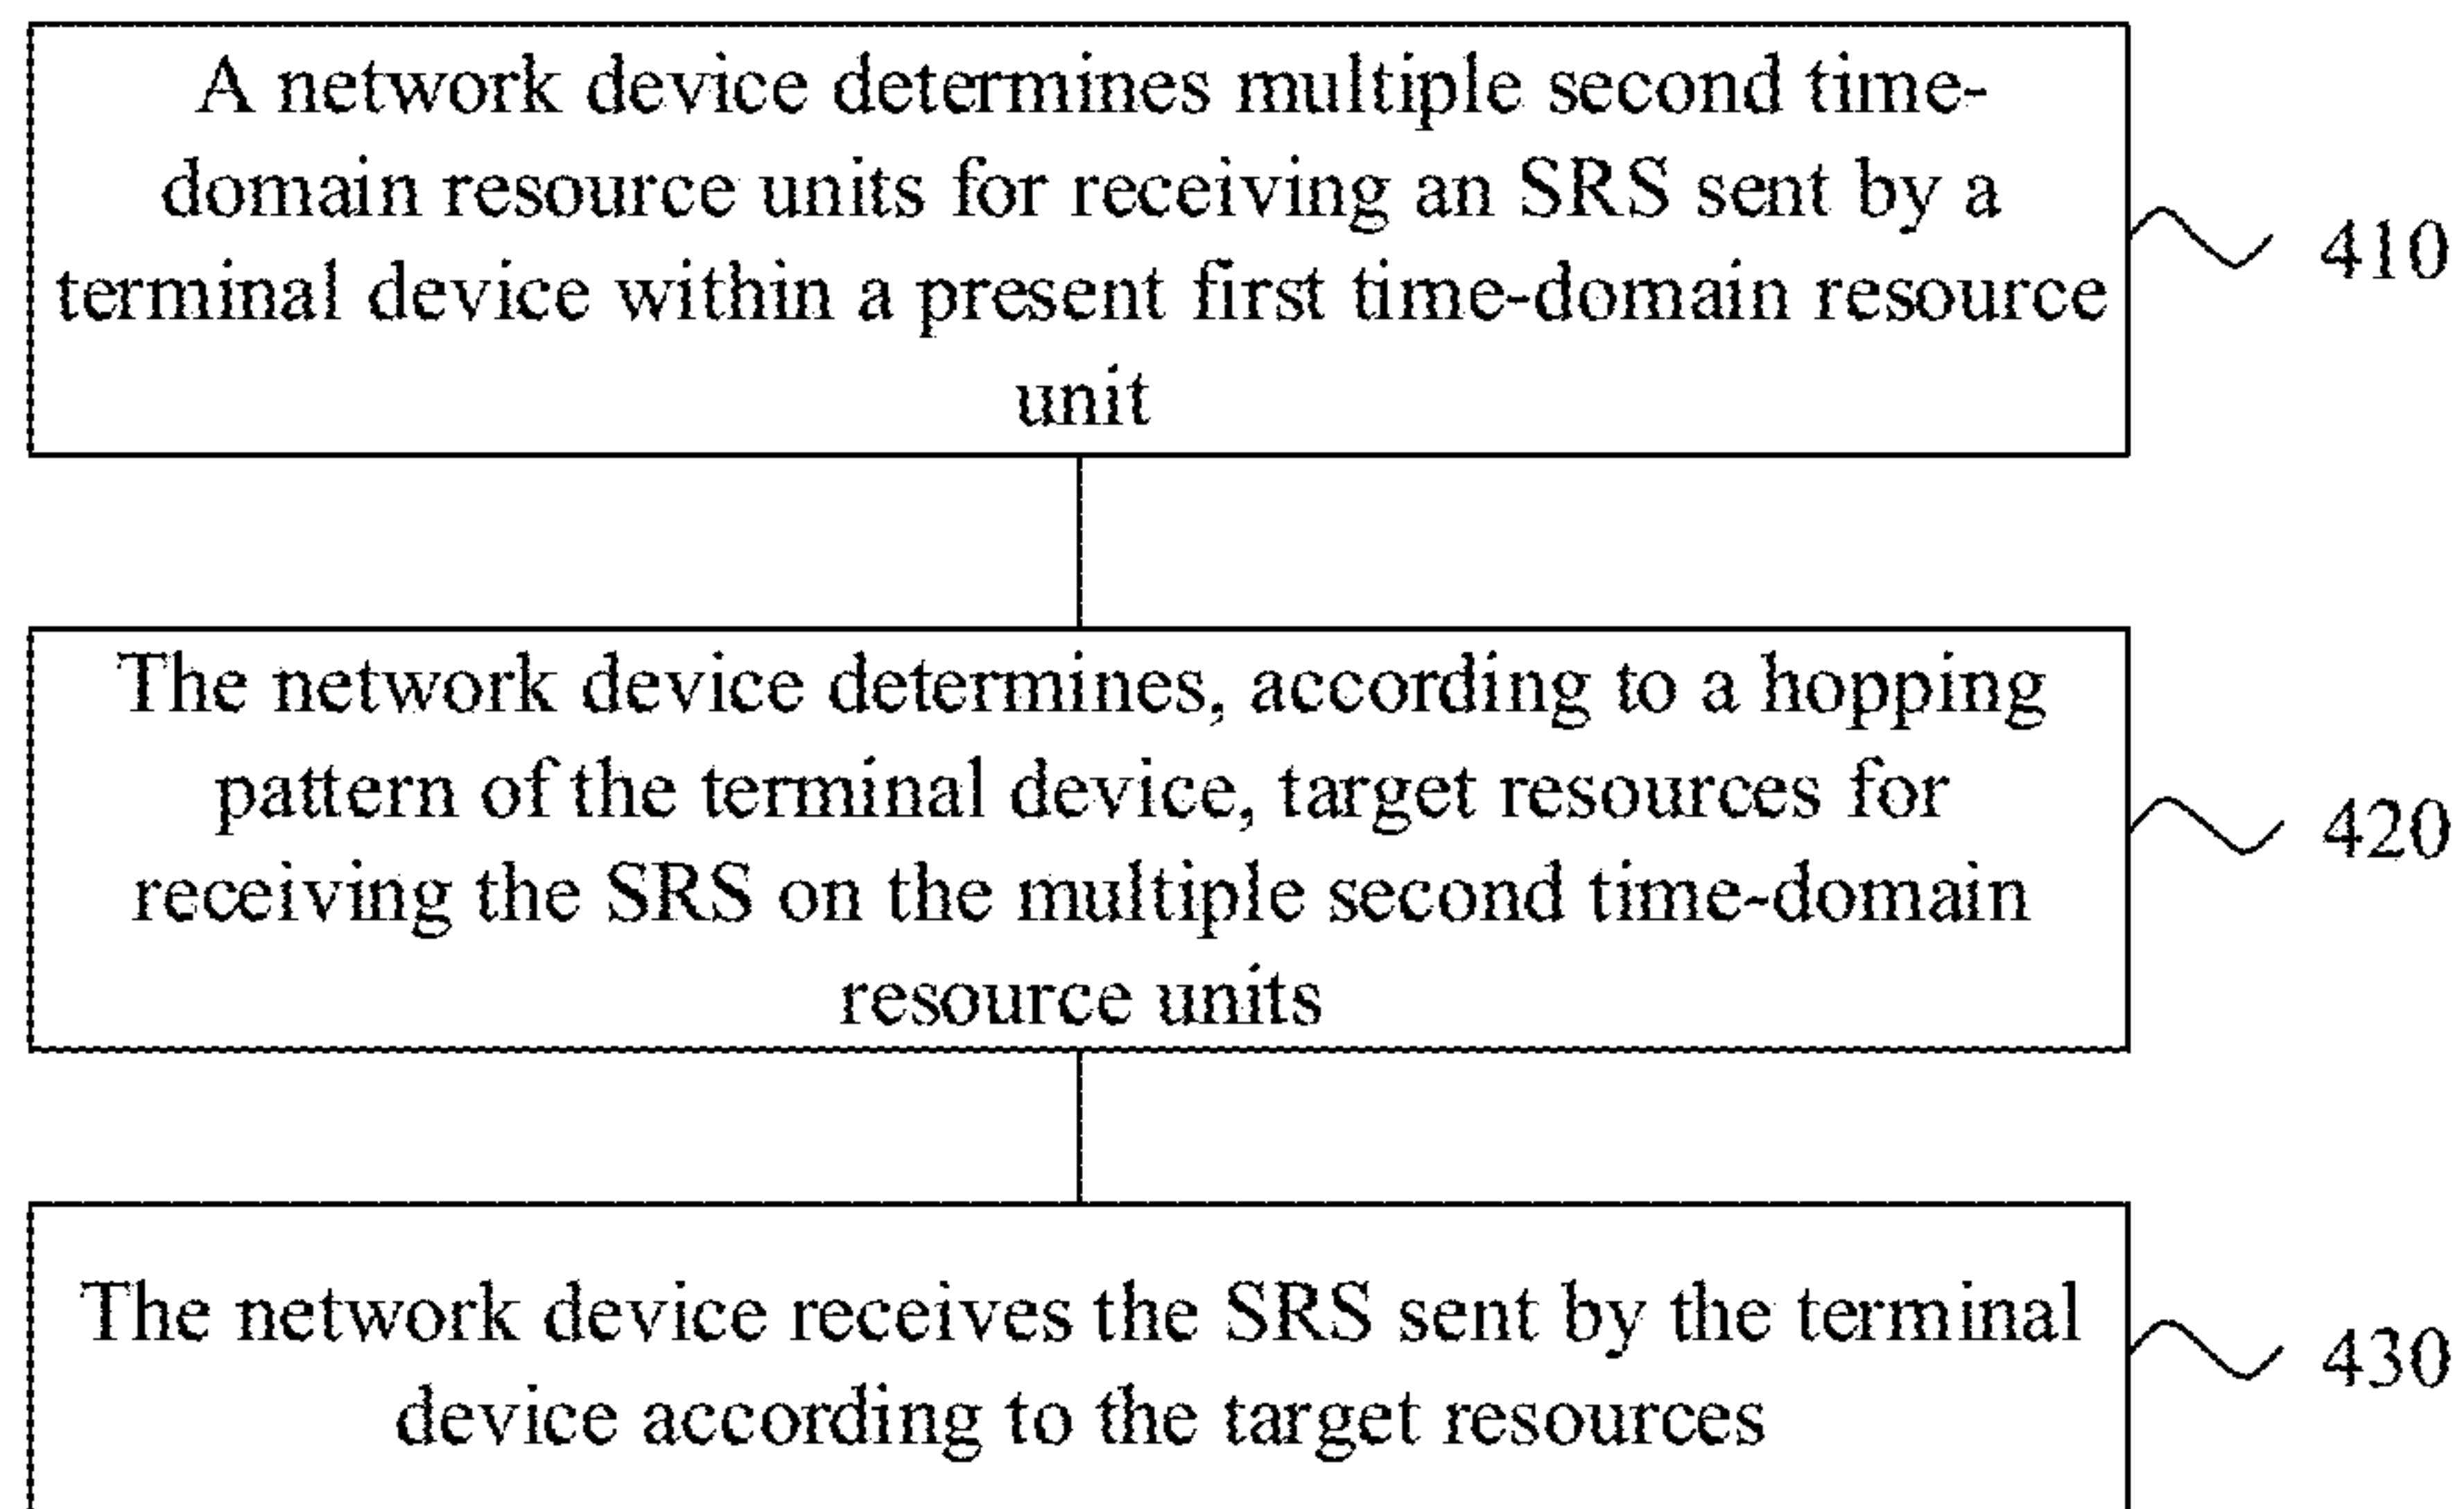 A network device determines multiple second time-
domain resource units for receiving an SRS sent by a
terminal device within a present first time-domain resource
unit
410
The network device determines, according to a hopping
pattern of the terminal device, target resources for
receiving the SRS on the multiple second time-domain
resource units
420
The network device receives the SRS sent by the terminal
device according to the target resources
430